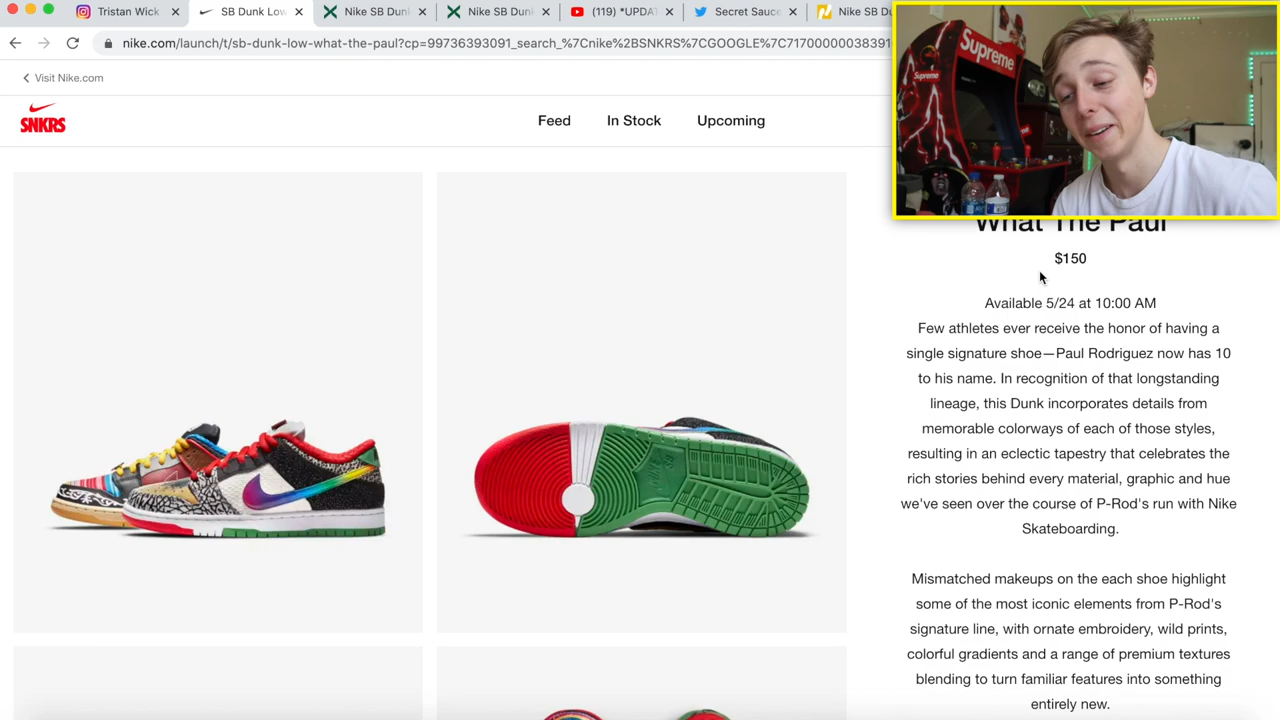 Tristan Wick
SB Dunk Low
Nike SB Dun
Nike SB Dun
(119) *UPDA
Secret Sauc
Nike SB Du
nike.com/launch/t/sb-dunk-low-what-the-paul?cp=99736393091_search_%7Cnike%2BSNKRS%7CGOOGLE%7C71700000038391
Visit Nike.com
SNKRS
Feed
In Stock
Upcoming
Supreme
Supreme
What The Paul
$150
Available 5/24 at 10:00 AM
Few athletes ever receive the honor of having a
single signature shoe—Paul Rodriguez now has 10
to his name. In recognition of that longstanding
lineage, this Dunk incorporates details from
memorable colorways of each of those styles,
resulting in an eclectic tapestry that celebrates the
rich stories behind every material, graphic and hue
we've seen over the course of P-Rod's run with Nike
Skateboarding.
Mismatched makeups on the each shoe highlight
some of the most iconic elements from P-Rod's
signature line, with ornate embroidery, wild prints,
colorful gradients and a range of premium textures
blending to turn familiar features into something
entirely new.